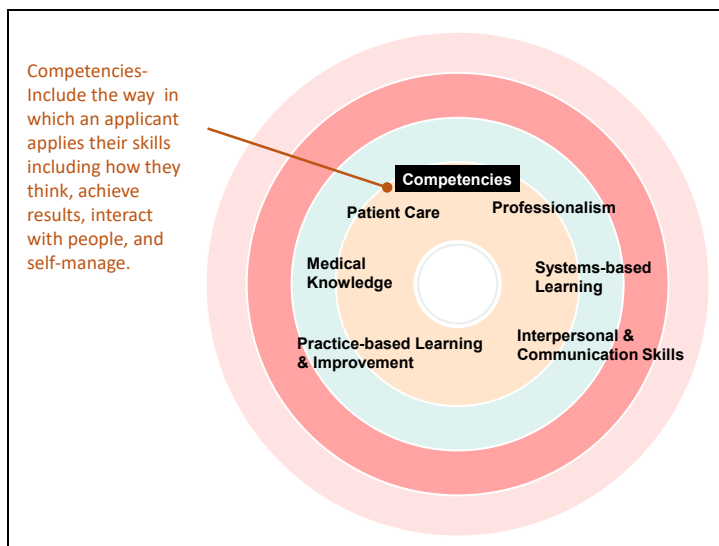 Competencies-
Include the way in
which an applicant
applies their skills
including how they
think, achieve
results, interact
with people, and
self-manage.
Competencies
Patient Care
Professionalism
Medical
Knowledge
Systems-based
Learning
Practice-based Learning
& Improvement
Interpersonal &
Communication Skills